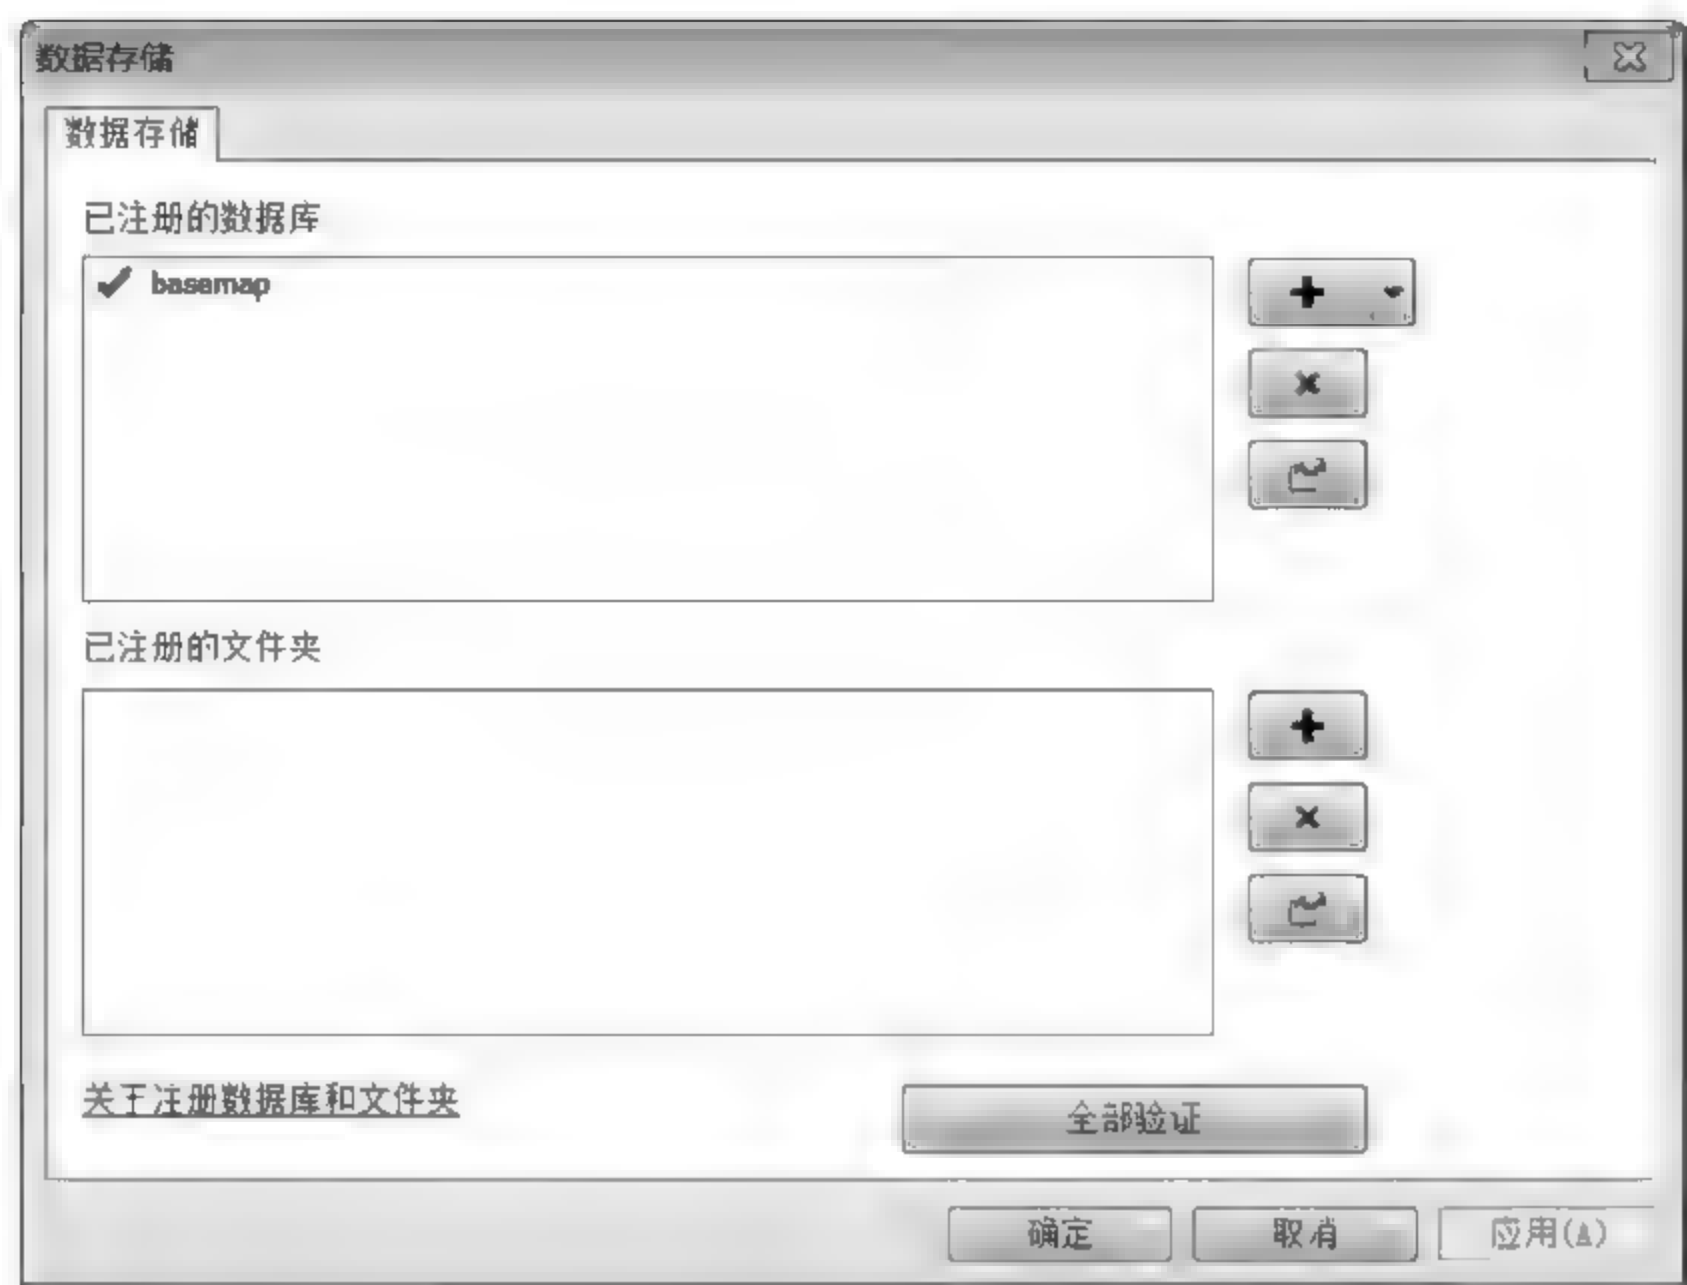 数据存储
数据存储
已注册的数据库
basemap
已注册的文件夹
关于注册数据库和文件夹
全部验证
确定 取消 应用(A)